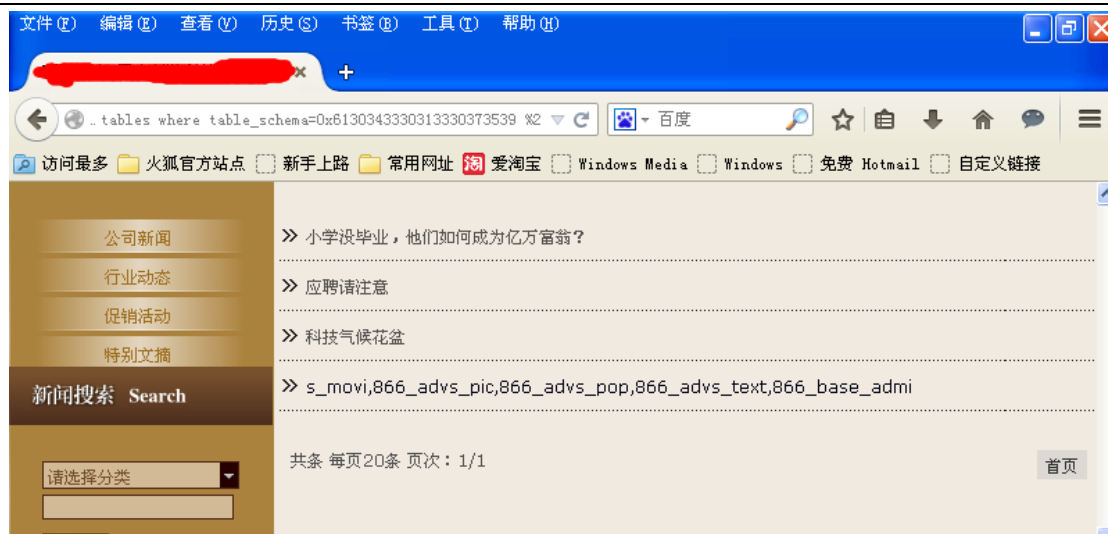 文件(F) 编辑(E) 查看(V) 历史(S) 书签(B) 工具(T) 帮助(H)
..tables where table_schema=0x6130343330313330373539 %2 百度
访问最多 火狐官方站点 新手上路 常用网址 淘 爱淘宝 Windows Media Windows 免费 Hotmail 自定义链接
公司新闻
行业动态
促销活动
特别文摘
新闻搜索 Search
请选择分类
小学没毕业，他们如何成为亿万富翁？
应聘请注意
科技气候花盆
s_movi,866_advs_pic,866_advs_pop,866_advs_text,866_base_admi
共条 每页20条 页次：1/1
首页